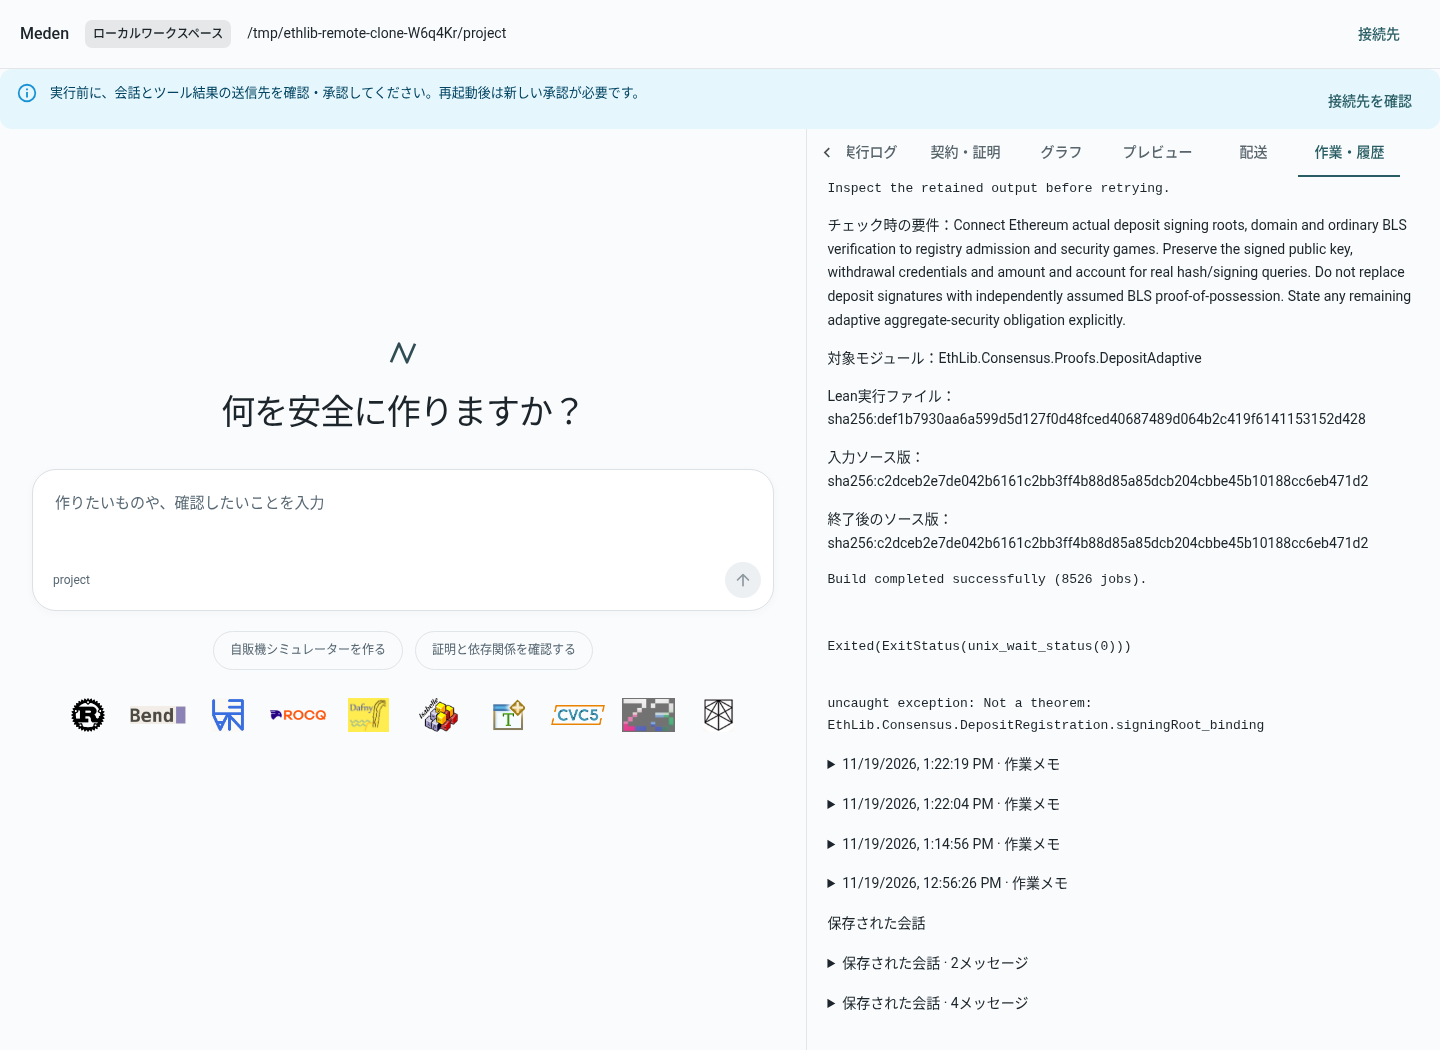 Meden
ローカルワークスペース
/tmp/ethlib-remote-clone-W6q4Kr/project
接続先
実行前に、会話とツール結果の送信先を確認・承認してください。再起動後は新しい承認が必要です。
接続先を確認
何を安全に作りますか？
作りたいものや、確認したいことを入力
project
自販機シミュレーターを作る
証明と依存関係を確認する
R
Bend
ROCQ
Dafny
Isabelle
T
CVC5
実行ログ
契約・証明
グラフ
プレビュー
配送
作業・履歴
Inspect the retained output before retrying.
チェック時の要件：Connect Ethereum actual deposit signing roots, domain and ordinary BLS
verification to registry admission and security games. Preserve the signed public key,
withdrawal credentials and amount and account for real hash/signing queries. Do not replace
deposit signatures with independently assumed BLS proof-of-possession. State any remaining
adaptive aggregate-security obligation explicitly.
対象モジュール：EthLib.Consensus.Proofs.DepositAdaptive
Lean実行ファイル：
sha256:def1b7930aa6a599d5d127f0d48fced40687489d064b2c419f6141153152d428
入力ソース版：
sha256:c2dceb2e7de042b6161c2bb3ff4b88d85a85dcb204cbbe45b10188cc6eb471d2
終了後のソース版：
sha256:c2dceb2e7de042b6161c2bb3ff4b88d85a85dcb204cbbe45b10188cc6eb471d2
Build completed successfully (8526 jobs).
Exited(ExitStatus(unix_wait_status(0)))
uncaught exception: Not a theorem:
EthLib.Consensus.DepositRegistration.signingRoot_binding
11/19/2026, 1:22:19 PM · 作業メモ
11/19/2026, 1:22:04 PM · 作業メモ
11/19/2026, 1:14:56 PM · 作業メモ
11/19/2026, 12:56:26 PM · 作業メモ
保存された会話
保存された会話 · 2メッセージ
保存された会話 · 4メッセージ